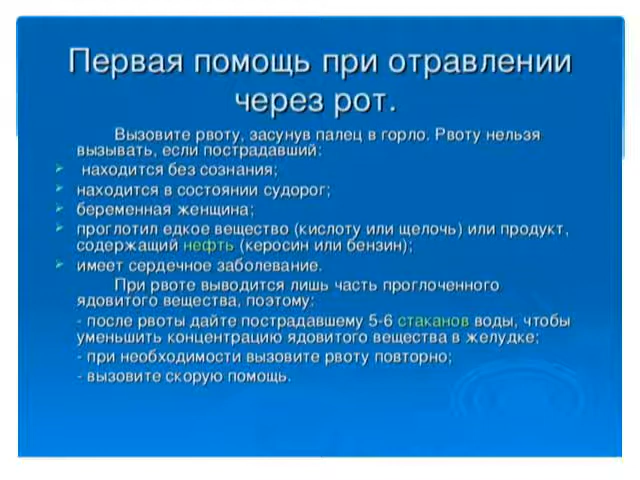 Первая помощь при отравлении
через рот.
Вызовите рвоту, засунув палец в горло. Рвоту нельзя
вызывать, если пострадавший:
находится без сознания;
находится в состоянии судорог;
беременная женщина;
проглотил едкое вещество (кислоту или щелочь) или продукт,
содержащий нефть (керосин или бензин);
имеет сердечное заболевание.
При рвоте выводится лишь часть проглоченного
ядовитого вещества, поэтому:
- после рвоты дайте пострадавшему 5-6 стаканов воды, чтобы
уменьшить концентрацию ядовитого вещества в желудке;
- при необходимости вызовите рвоту повторно;
- вызовите скорую помощь.